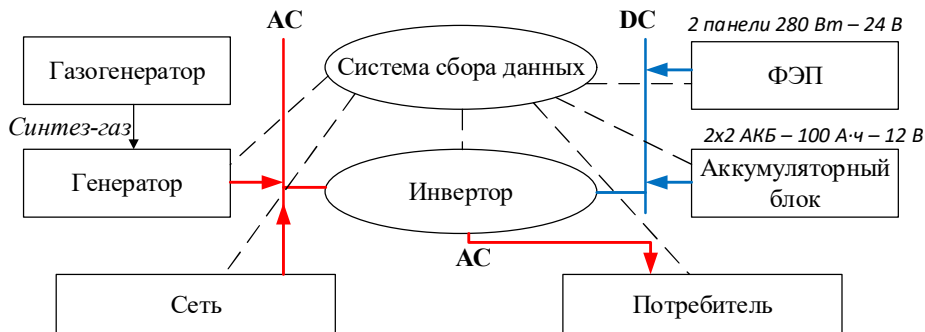 AC
DC
2 панели 280 Вт – 24 В
Газогенератор
Система сбора данных
ФЭП
Синтез-газ
2х2 АКБ – 100 А·ч – 12 В
Генератор
Инвертор
Аккумуляторный
блок
AC
Сеть
Потребитель